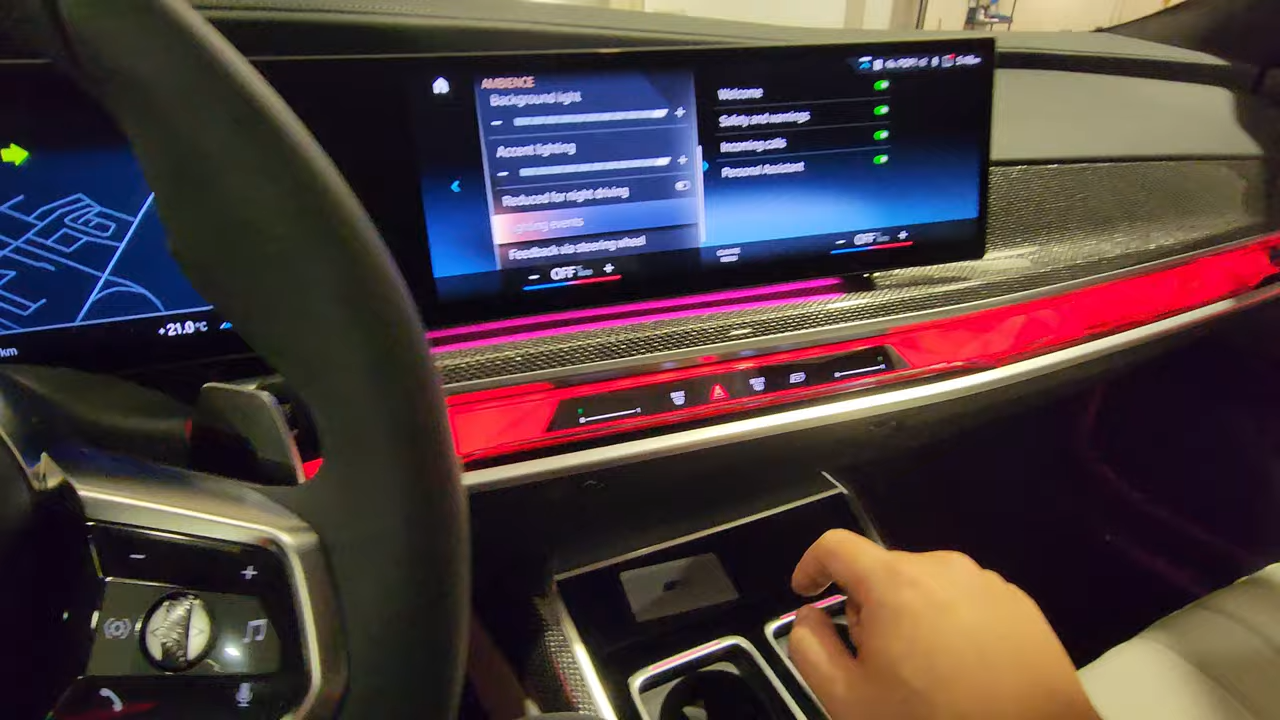 AMBIENCE
Background light
Accent lighting
Reduced for night driving
events
Feedback via steering wheel
Welcome
Safety and warnings
Incoming calls
Personal Assistant
OFF
OFF
+21.0°C
km